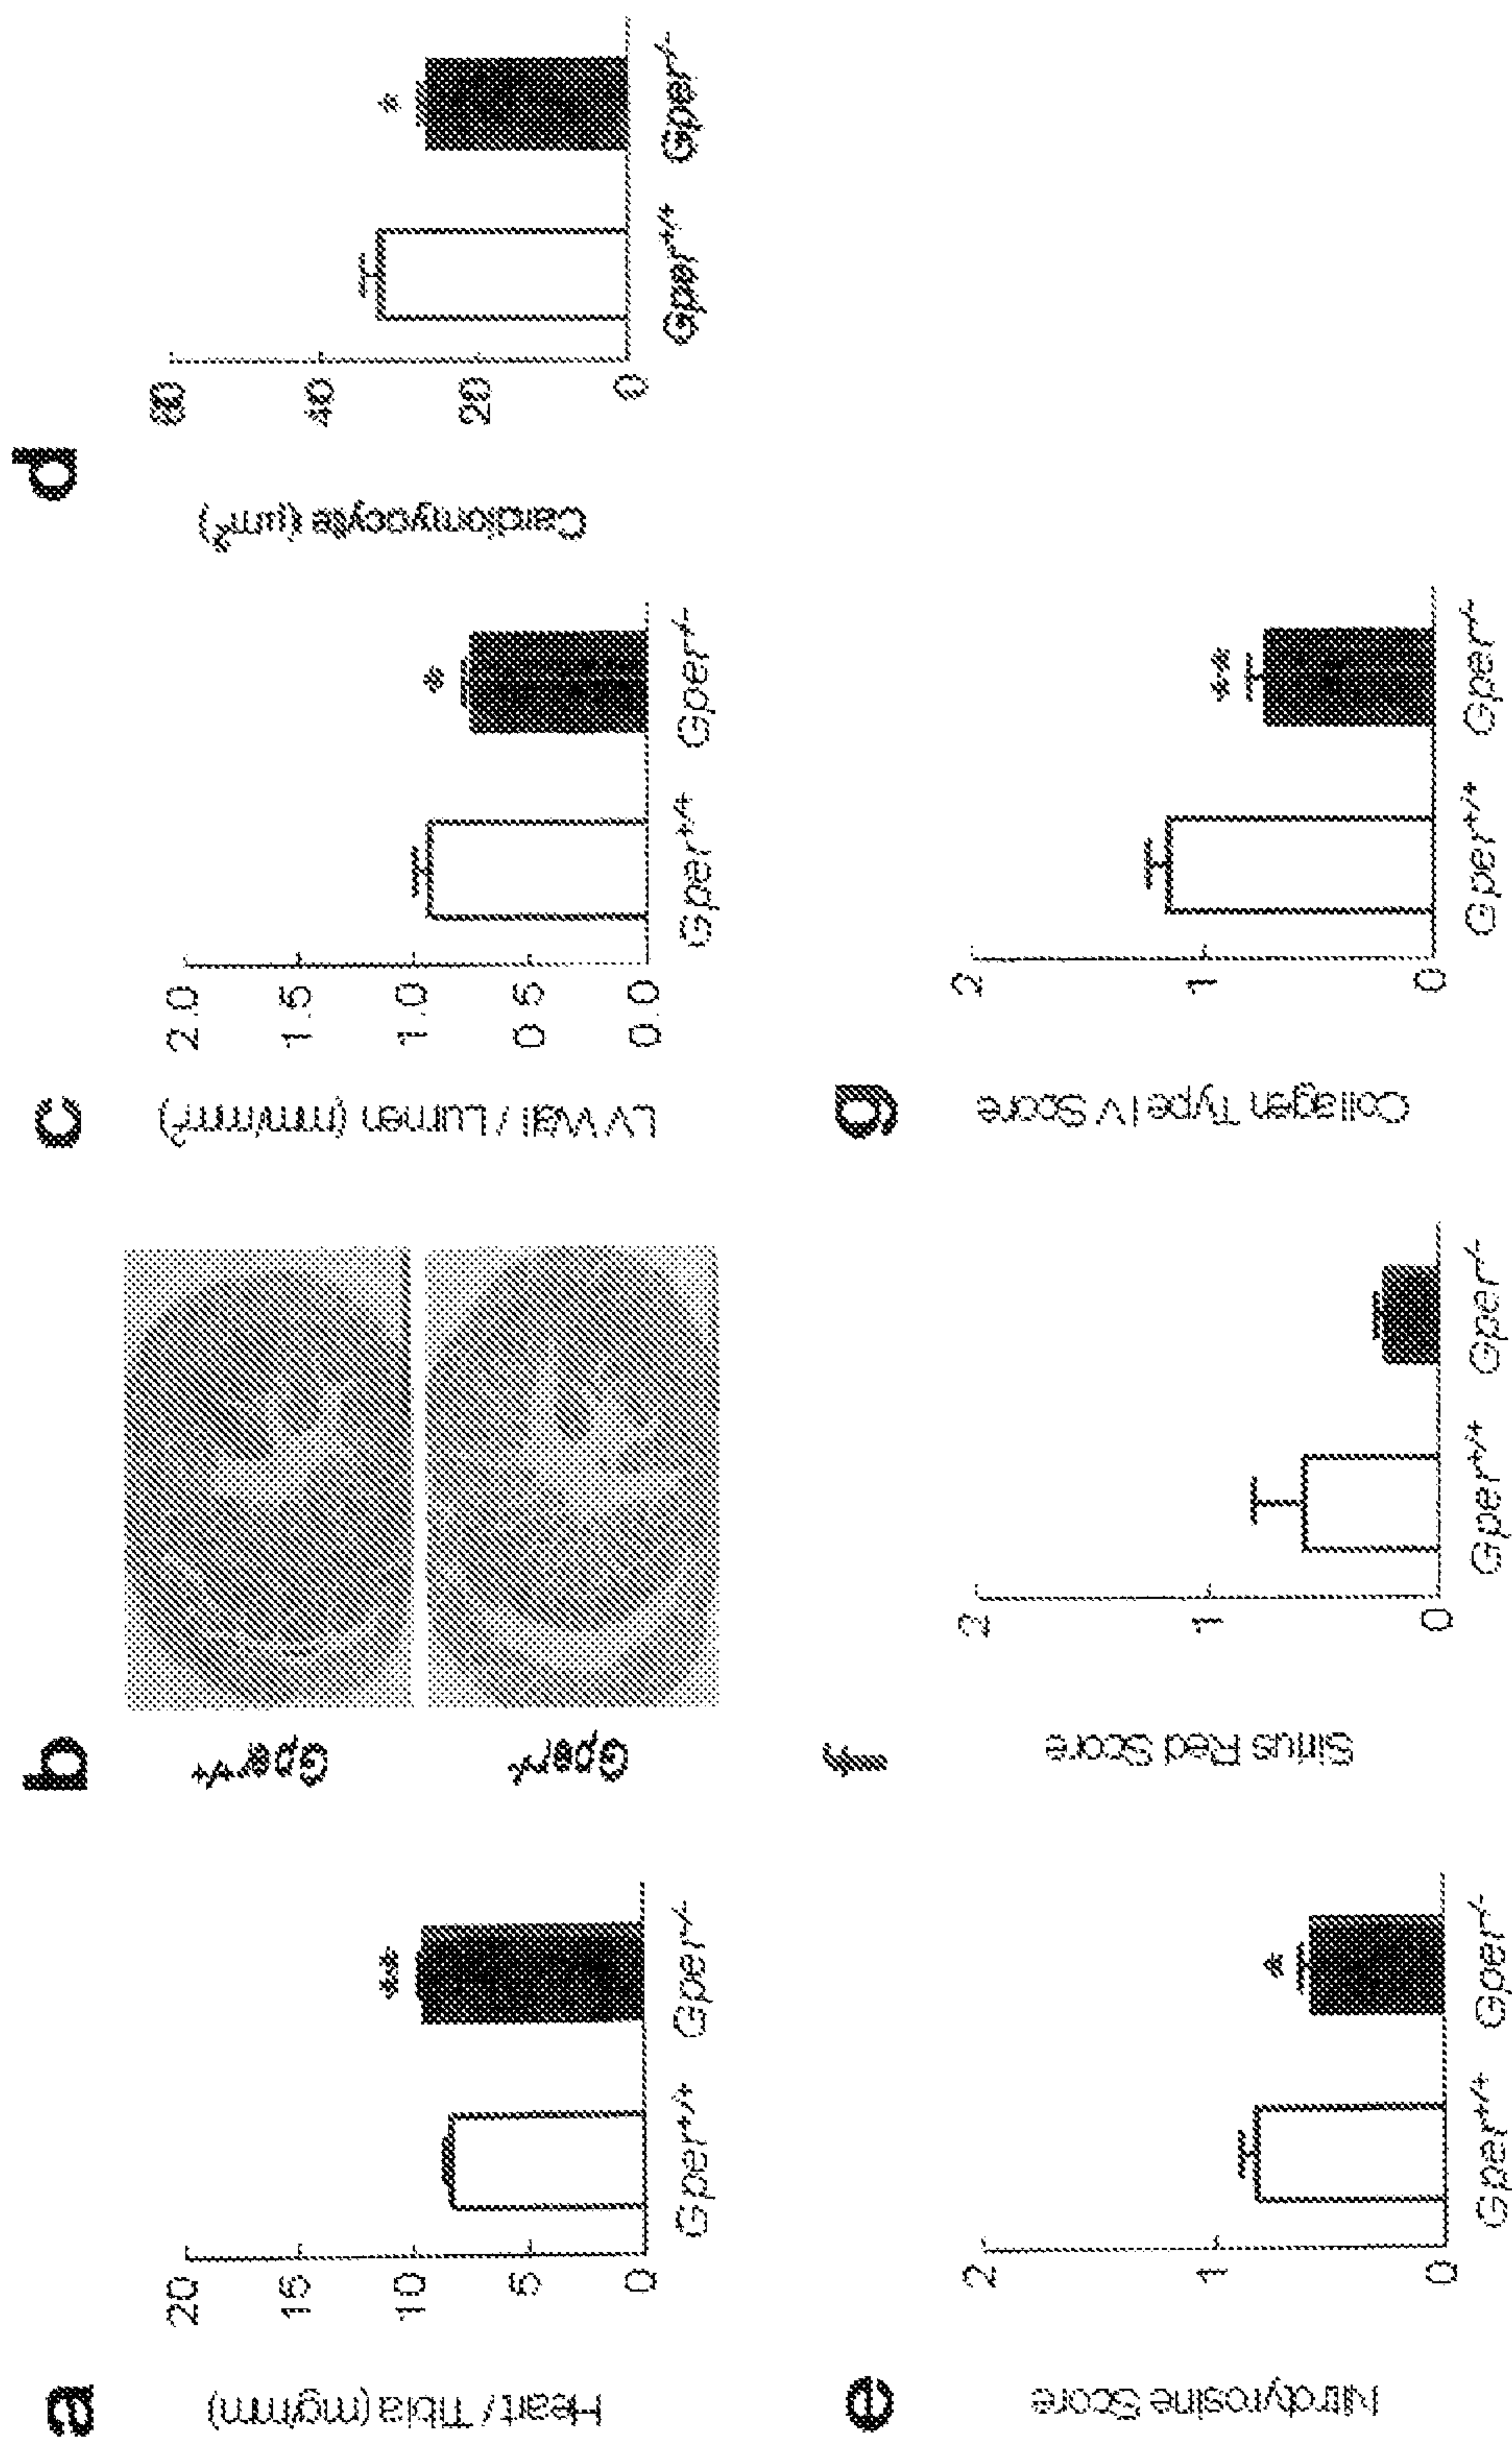 a
Heart / Tibia (mg/mm)
20
15
10
5
0
Gper+/+ Gper-/-
**
b
Gper+/+
Gper-/-
c
LV Wall / Lumen (mm/mm²)
2.0
1.5
1.0
0.5
0.0
Gper+/+ Gper-/-
*
d
Cardiomyocyte (µm²)
60
40
20
0
Gper+/+ Gper-/-
*
e
Nitrotyrosine Score
2
1
0
Gper+/+ Gper-/-
*
f
Sirius Red Score
2
1
0
Gper+/+ Gper-/-
g
Collagen Type IV Score
2
1
0
Gper+/+ Gper-/-
**